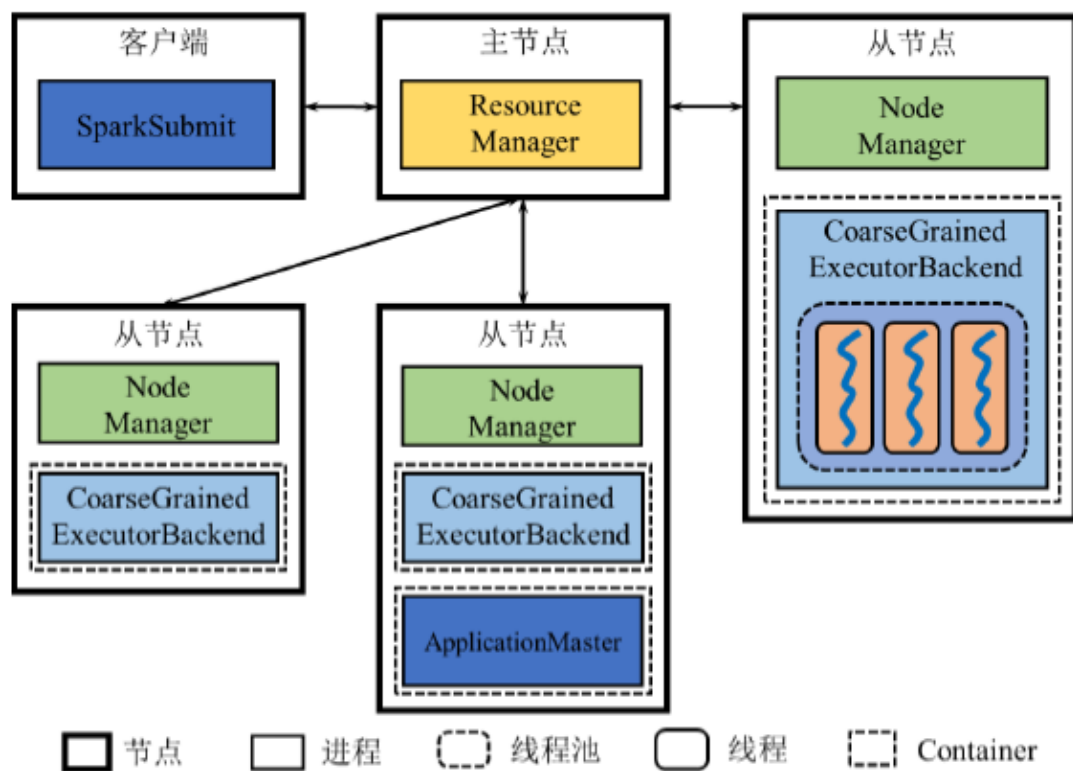 客户端
SparkSubmit
主节点
Resource
Manager
从节点
Node
Manager
CoarseGrained
ExecutorBackend
从节点
Node
Manager
CoarseGrained
ExecutorBackend
从节点
Node
Manager
CoarseGrained
ExecutorBackend
ApplicationMaster
节点
进程
线程池
线程
Container